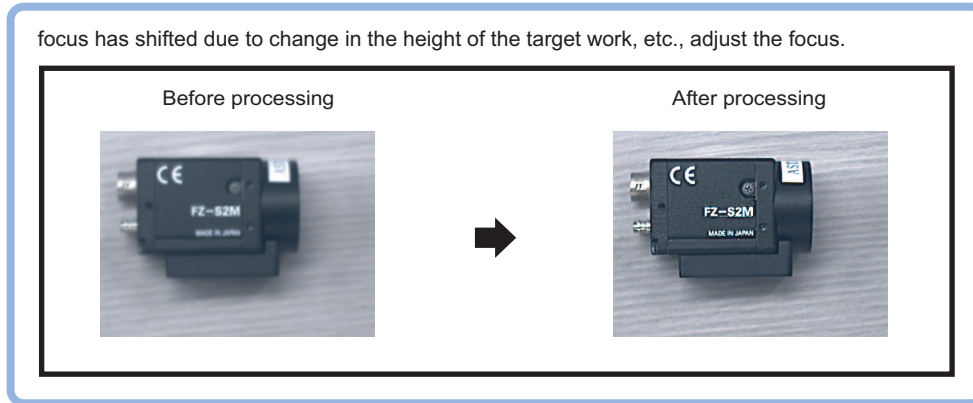 focus has shifted due to change in the height of the target work, etc., adjust the focus.
Before processing
After processing
CE
FZ-S2M
MADE IN JAPAN
CE
AST
FZ-S2M
MADE IN JAPAN